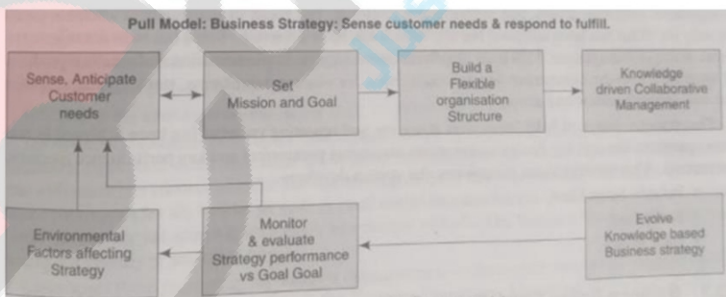 Pull Model: Business Strategy: Sense customer needs & respond to fulfill.
Sense, Anticipate
Customer
needs
Set
Mission and Goal
Build a
Flexible
organisation
Structure
Knowledge
driven Collaborative
Management
Environmental
Factors affecting
Strategy
Monitor
& evaluate
Strategy performance
vs Goal Goal
Evolve
Knowledge based
Business strategy